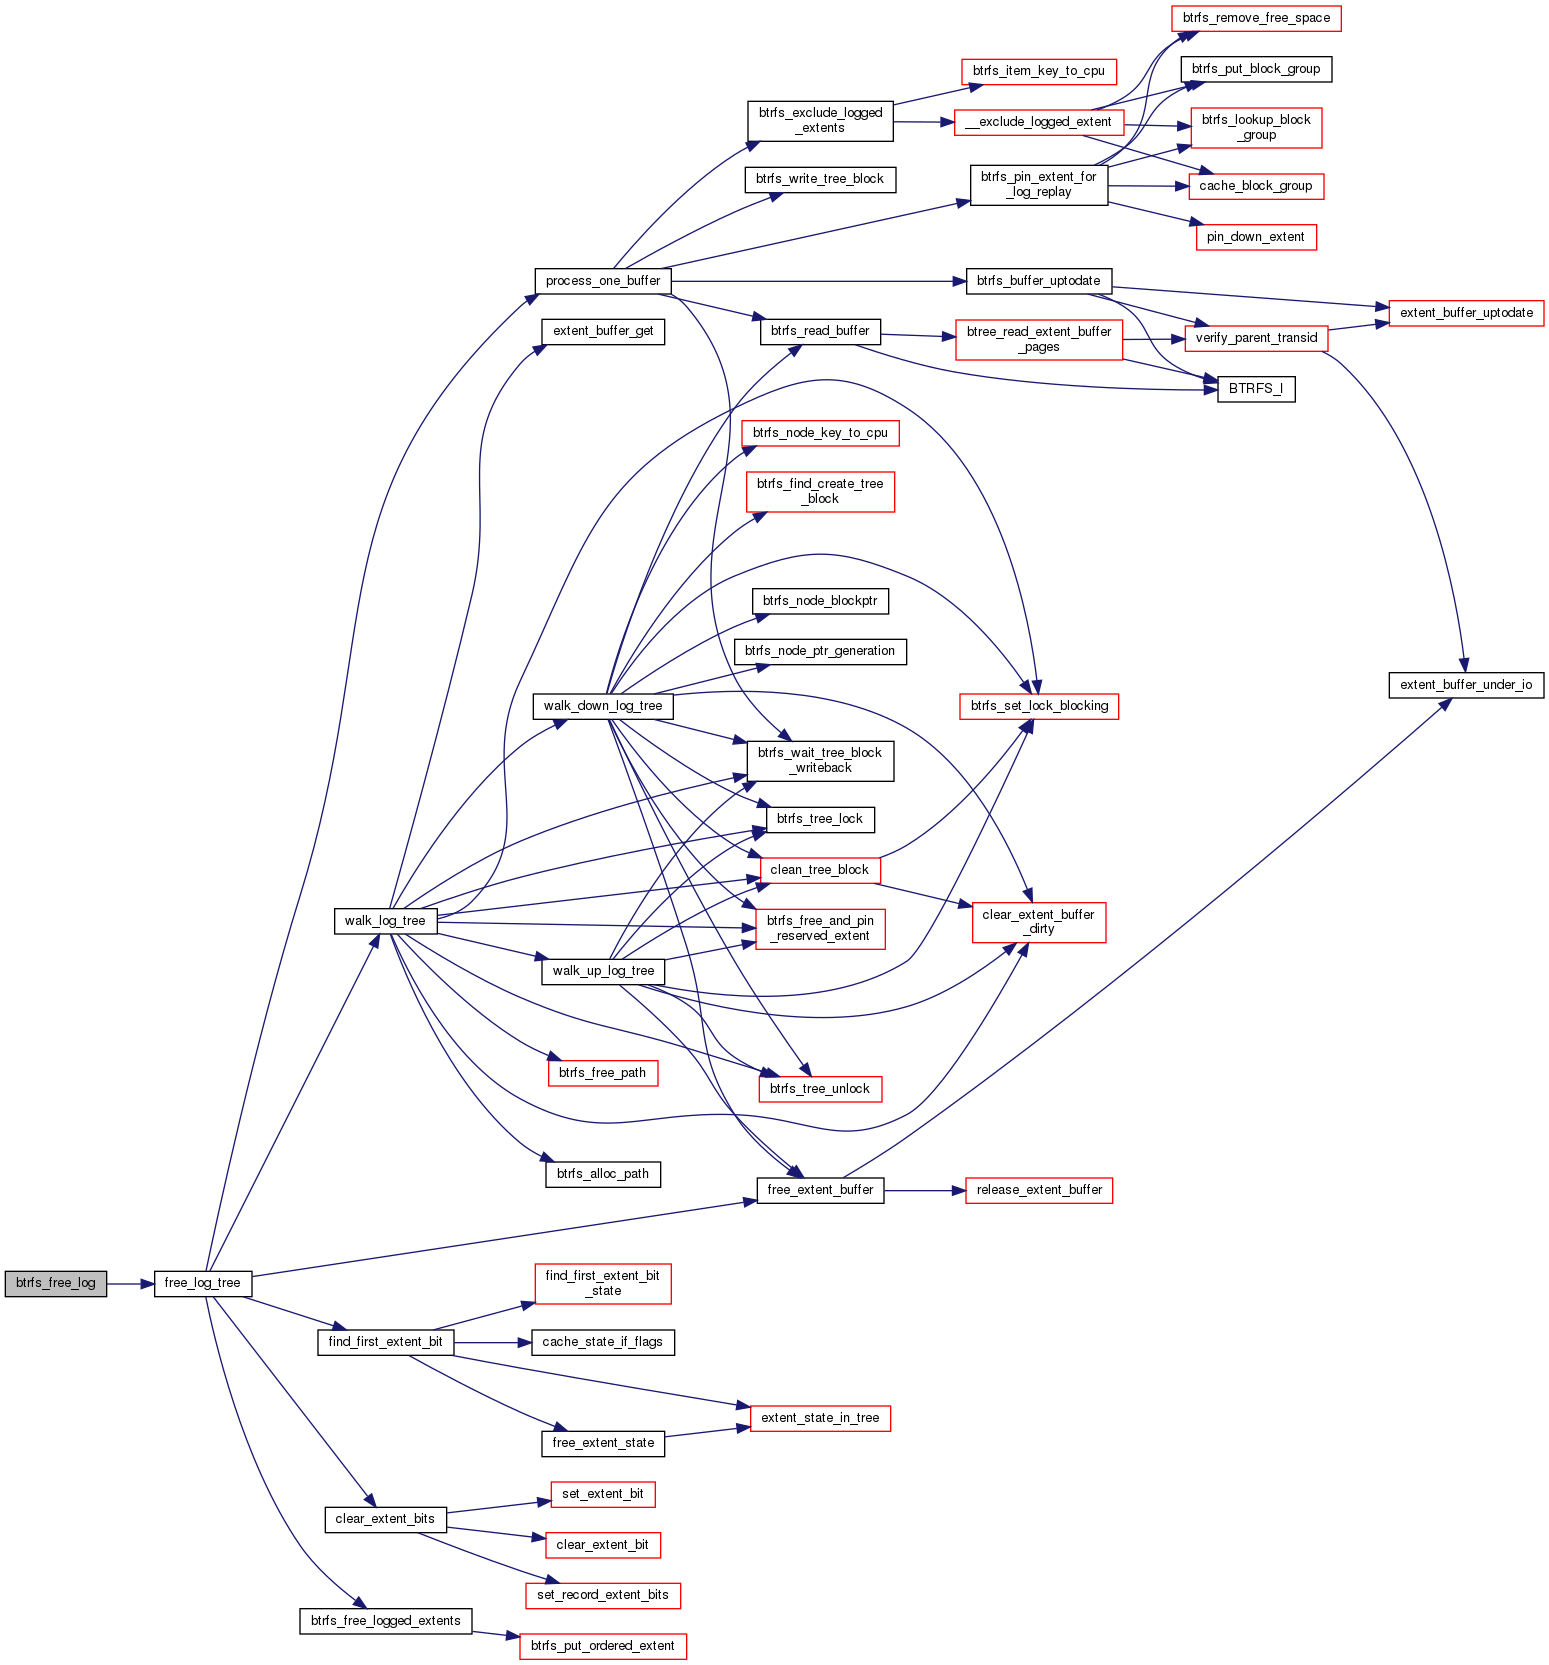 btrfs_remove_free_space
btrfs_put_block_group
btrfs_item_key_to_cpu
btrfs_exclude_logged
_extents
__exclude_logged_extent
btrfs_lookup_block
_group
btrfs_write_tree_block
btrfs_pin_extent_for
_log_replay
cache_block_group
pin_down_extent
process_one_buffer
btrfs_buffer_uptodate
extent_buffer_get
btrfs_read_buffer
btree_read_extent_buffer
_pages
verify_parent_transid
extent_buffer_uptodate
BTRFS_I
btrfs_node_key_to_cpu
btrfs_find_create_tree
_block
btrfs_node_blockptr
btrfs_node_ptr_generation
extent_buffer_under_io
walk_down_log_tree
btrfs_set_lock_blocking
btrfs_wait_tree_block
_writeback
btrfs_tree_lock
clean_tree_block
walk_log_tree
btrfs_free_and_pin
_reserved_extent
clear_extent_buffer
_dirty
walk_up_log_tree
btrfs_free_path
btrfs_tree_unlock
btrfs_alloc_path
free_extent_buffer
release_extent_buffer
btrfs_free_log
free_log_tree
find_first_extent_bit
_state
find_first_extent_bit
cache_state_if_flags
extent_state_in_tree
free_extent_state
set_extent_bit
clear_extent_bits
clear_extent_bit
set_record_extent_bits
btrfs_free_logged_extents
btrfs_put_ordered_extent